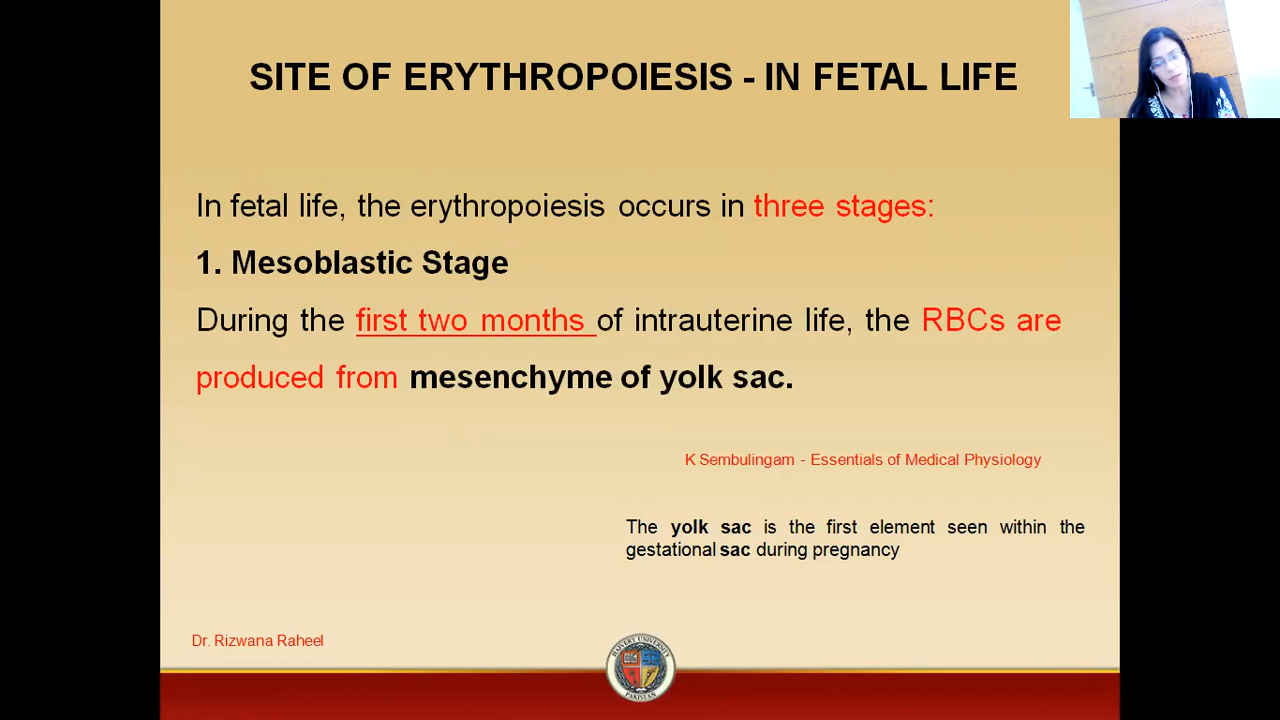 SITE OF ERYTHROPOIESIS - IN FETAL LIFE
In fetal life, the erythropoiesis occurs in three stages:
1. Mesoblastic Stage
During the first two months of intrauterine life, the RBCs are
produced from mesenchyme of yolk sac.
K Sembulingam - Essentials of Medical Physiology
The yolk sac is the first element seen within the
gestational sac during pregnancy
Dr. Rizwana Raheel
UNIVERSITY
PAKISTAN